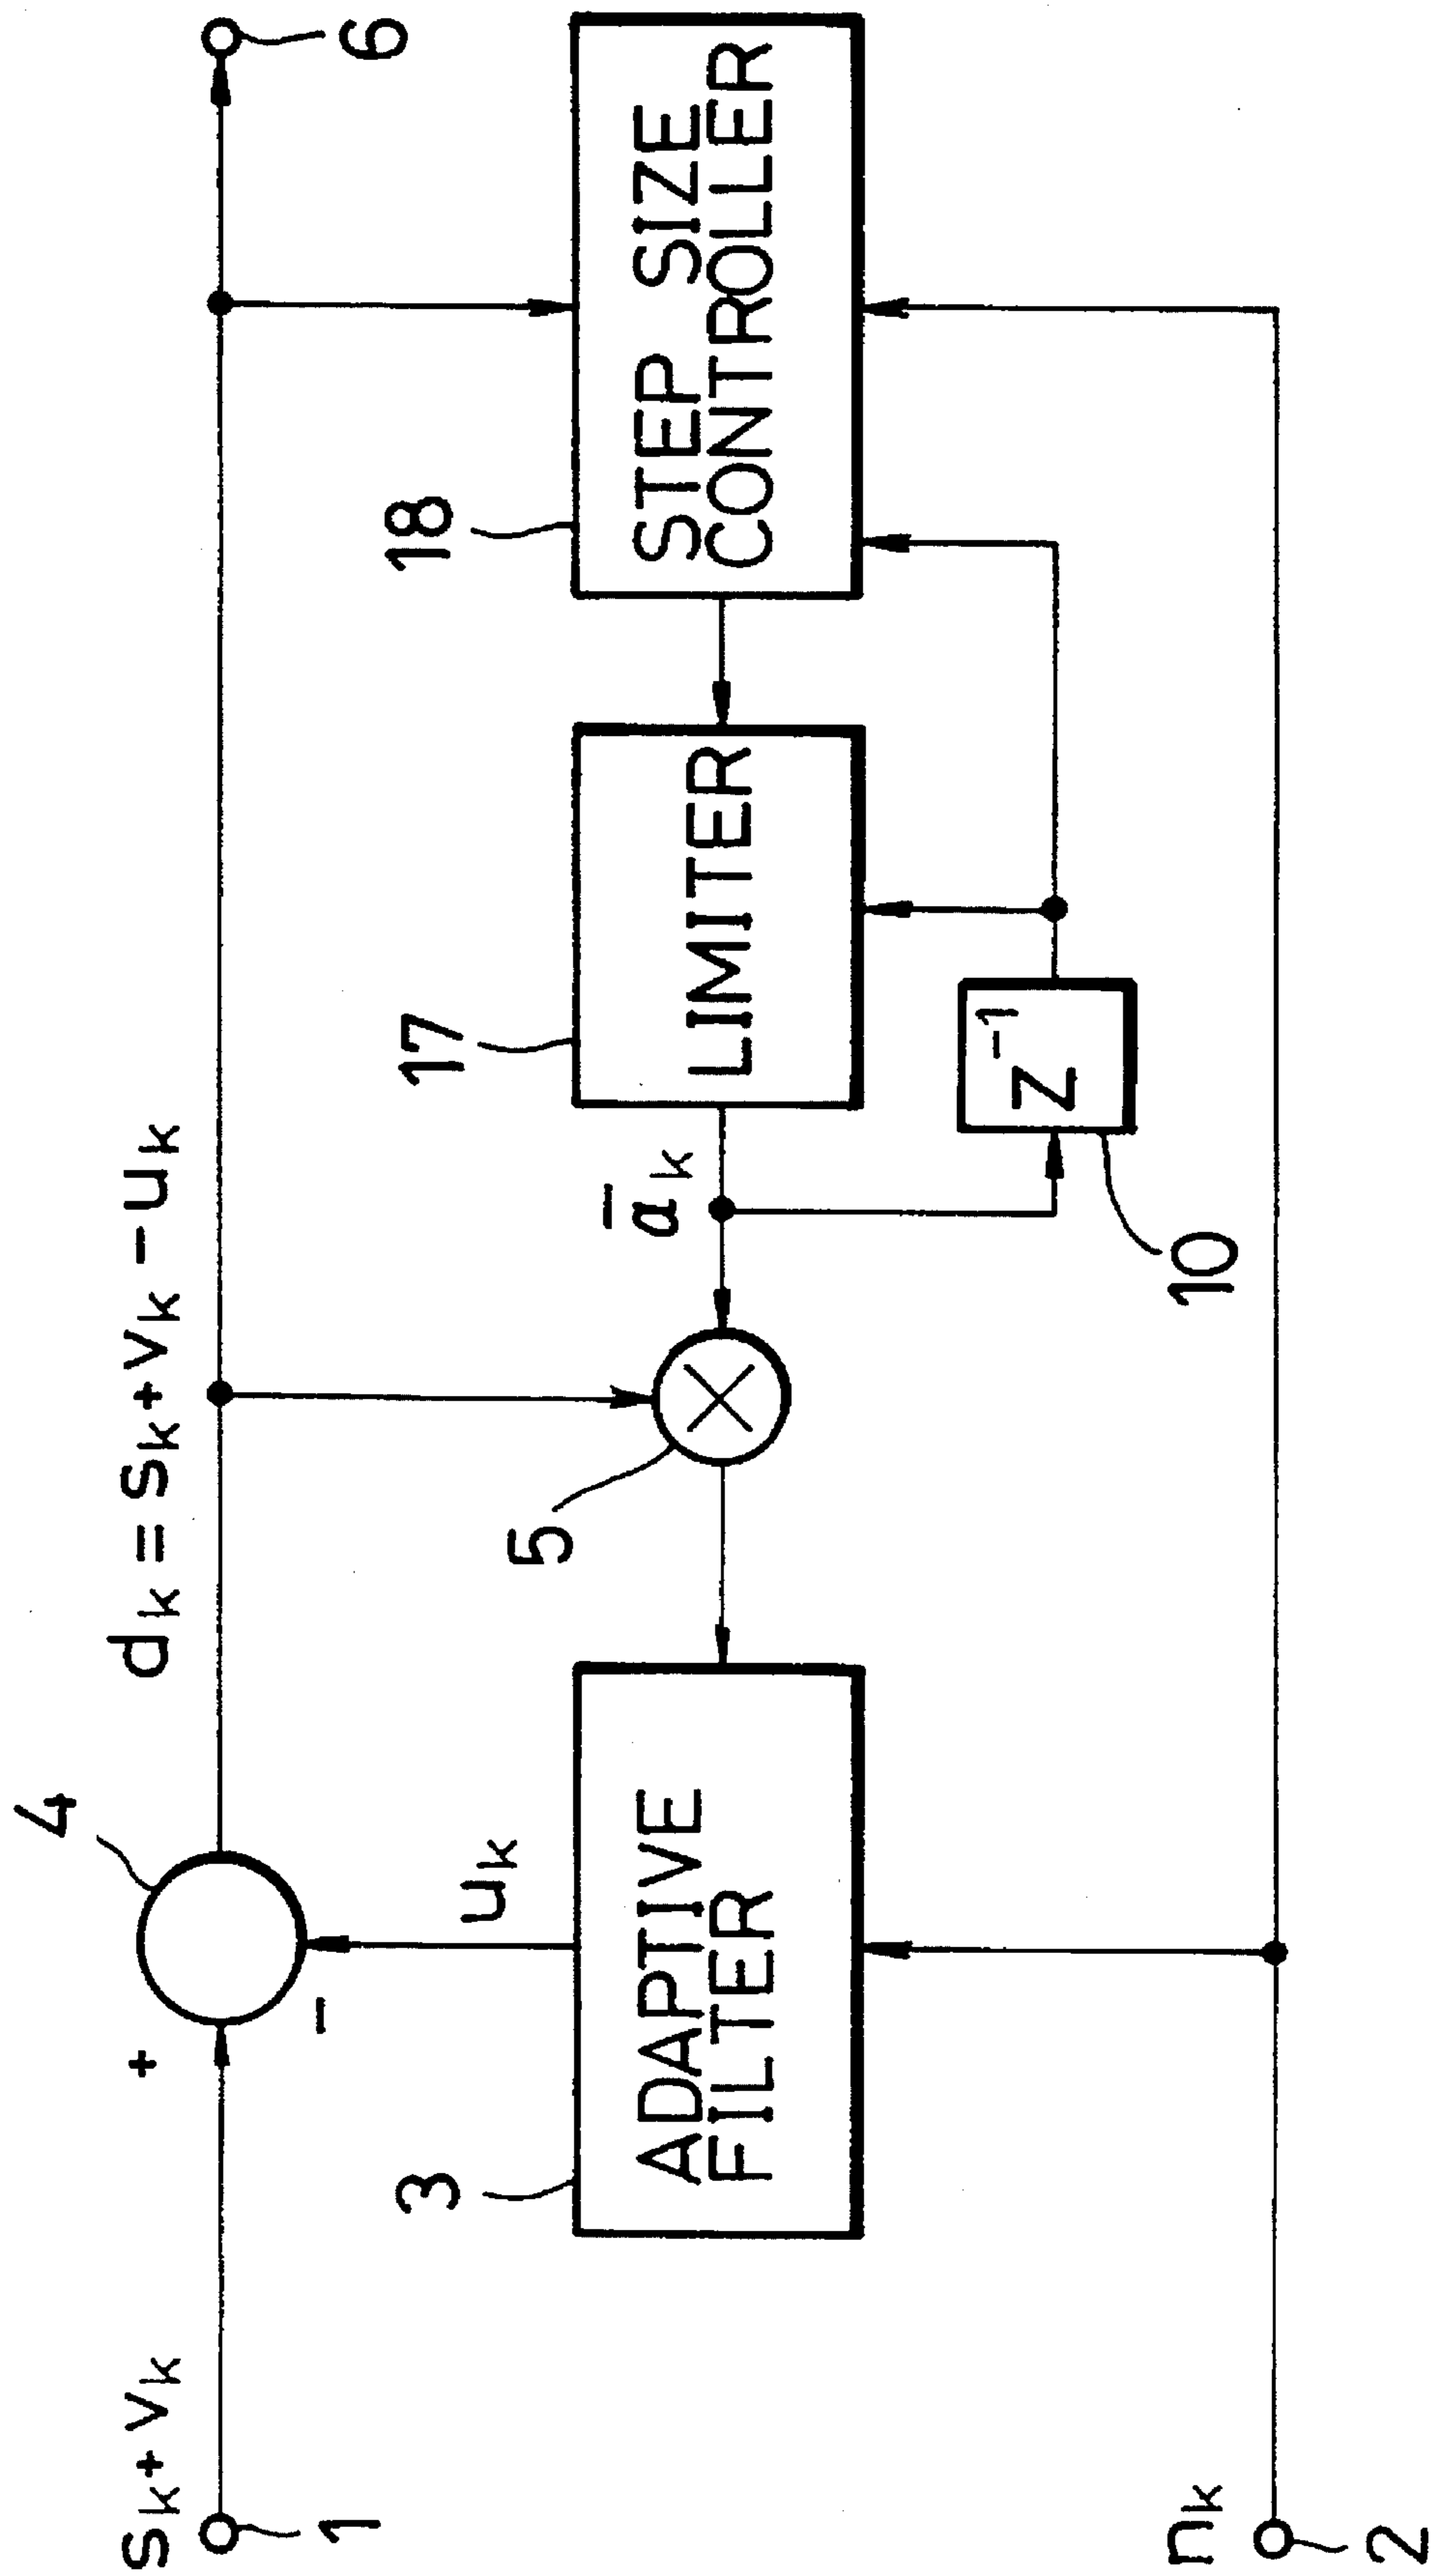 s_k + v_k
1
+
4
−
d_k = s_k + v_k − u_k
6
u_k
3
ADAPTIVE
FILTER
5
ᾱ_k
17
LIMITER
18
STEP SIZE
CONTROLLER
Z⁻¹
10
n_k
2